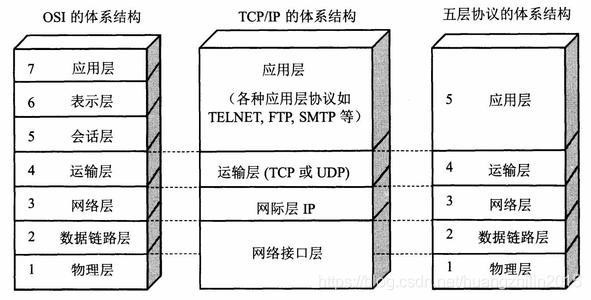 OSI 的体系结构
7 应用层
6 表示层
5 会话层
4 运输层
3 网络层
2 数据链路层
1 物理层
TCP/IP 的体系结构
应用层
（各种应用层协议如
TELNET, FTP, SMTP 等）
运输层 (TCP 或 UDP)
网际层 IP
网络接口层
五层协议的体系结构
5 应用层
4 运输层
3 网络层
2 数据链路层
1 物理层